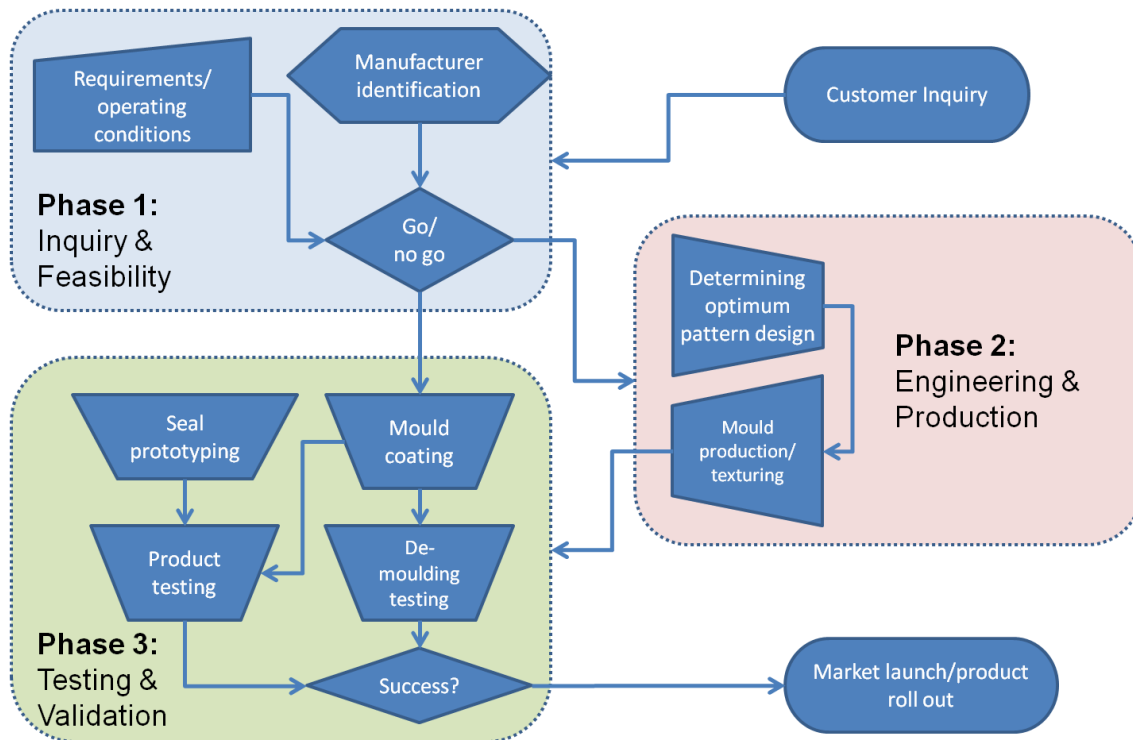 Requirements/
operating
conditions
Manufacturer
identification
Customer Inquiry
Phase 1:
Inquiry &
Feasibility
Go/
no go
Determining
optimum
pattern design
Phase 2:
Engineering &
Production
Mould
production/
texturing
Seal
prototyping
Mould
coating
Product
testing
De-
moulding
testing
Phase 3:
Testing &
Validation
Success?
Market launch/product
roll out